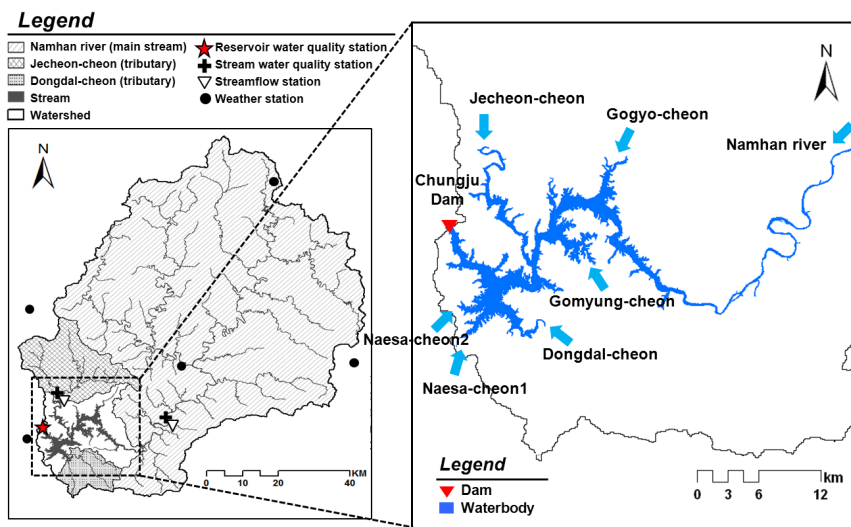 Legend
Namhan river (main stream)
Jecheon-cheon (tributary)
Dongdal-cheon (tributary)
Stream
Watershed
Reservoir water quality station
Stream water quality station
Streamflow station
Weather station
N
0
20
40
KM
N
Jecheon-cheon
Gogyo-cheon
Namhan river
Chungju
Dam
Gomyung-cheon
Naesa-cheon2
Dongdal-cheon
Naesa-cheon1
Legend
Dam
Waterbody
km
0 3 6 12